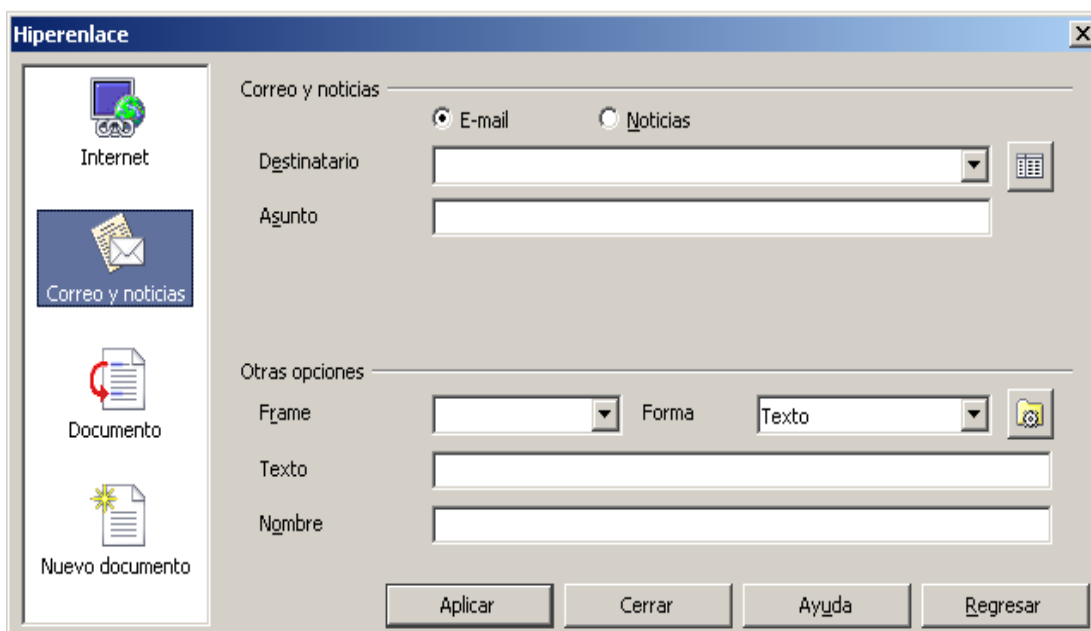 Hiperenlace
Internet
Correo y noticias
Documento
Nuevo documento
Correo y noticias
E-mail Noticias
Destinatario
Asunto
Otras opciones
Frame Forma Texto
Texto
Nombre
Aplicar Cerrar Ayuda Regresar